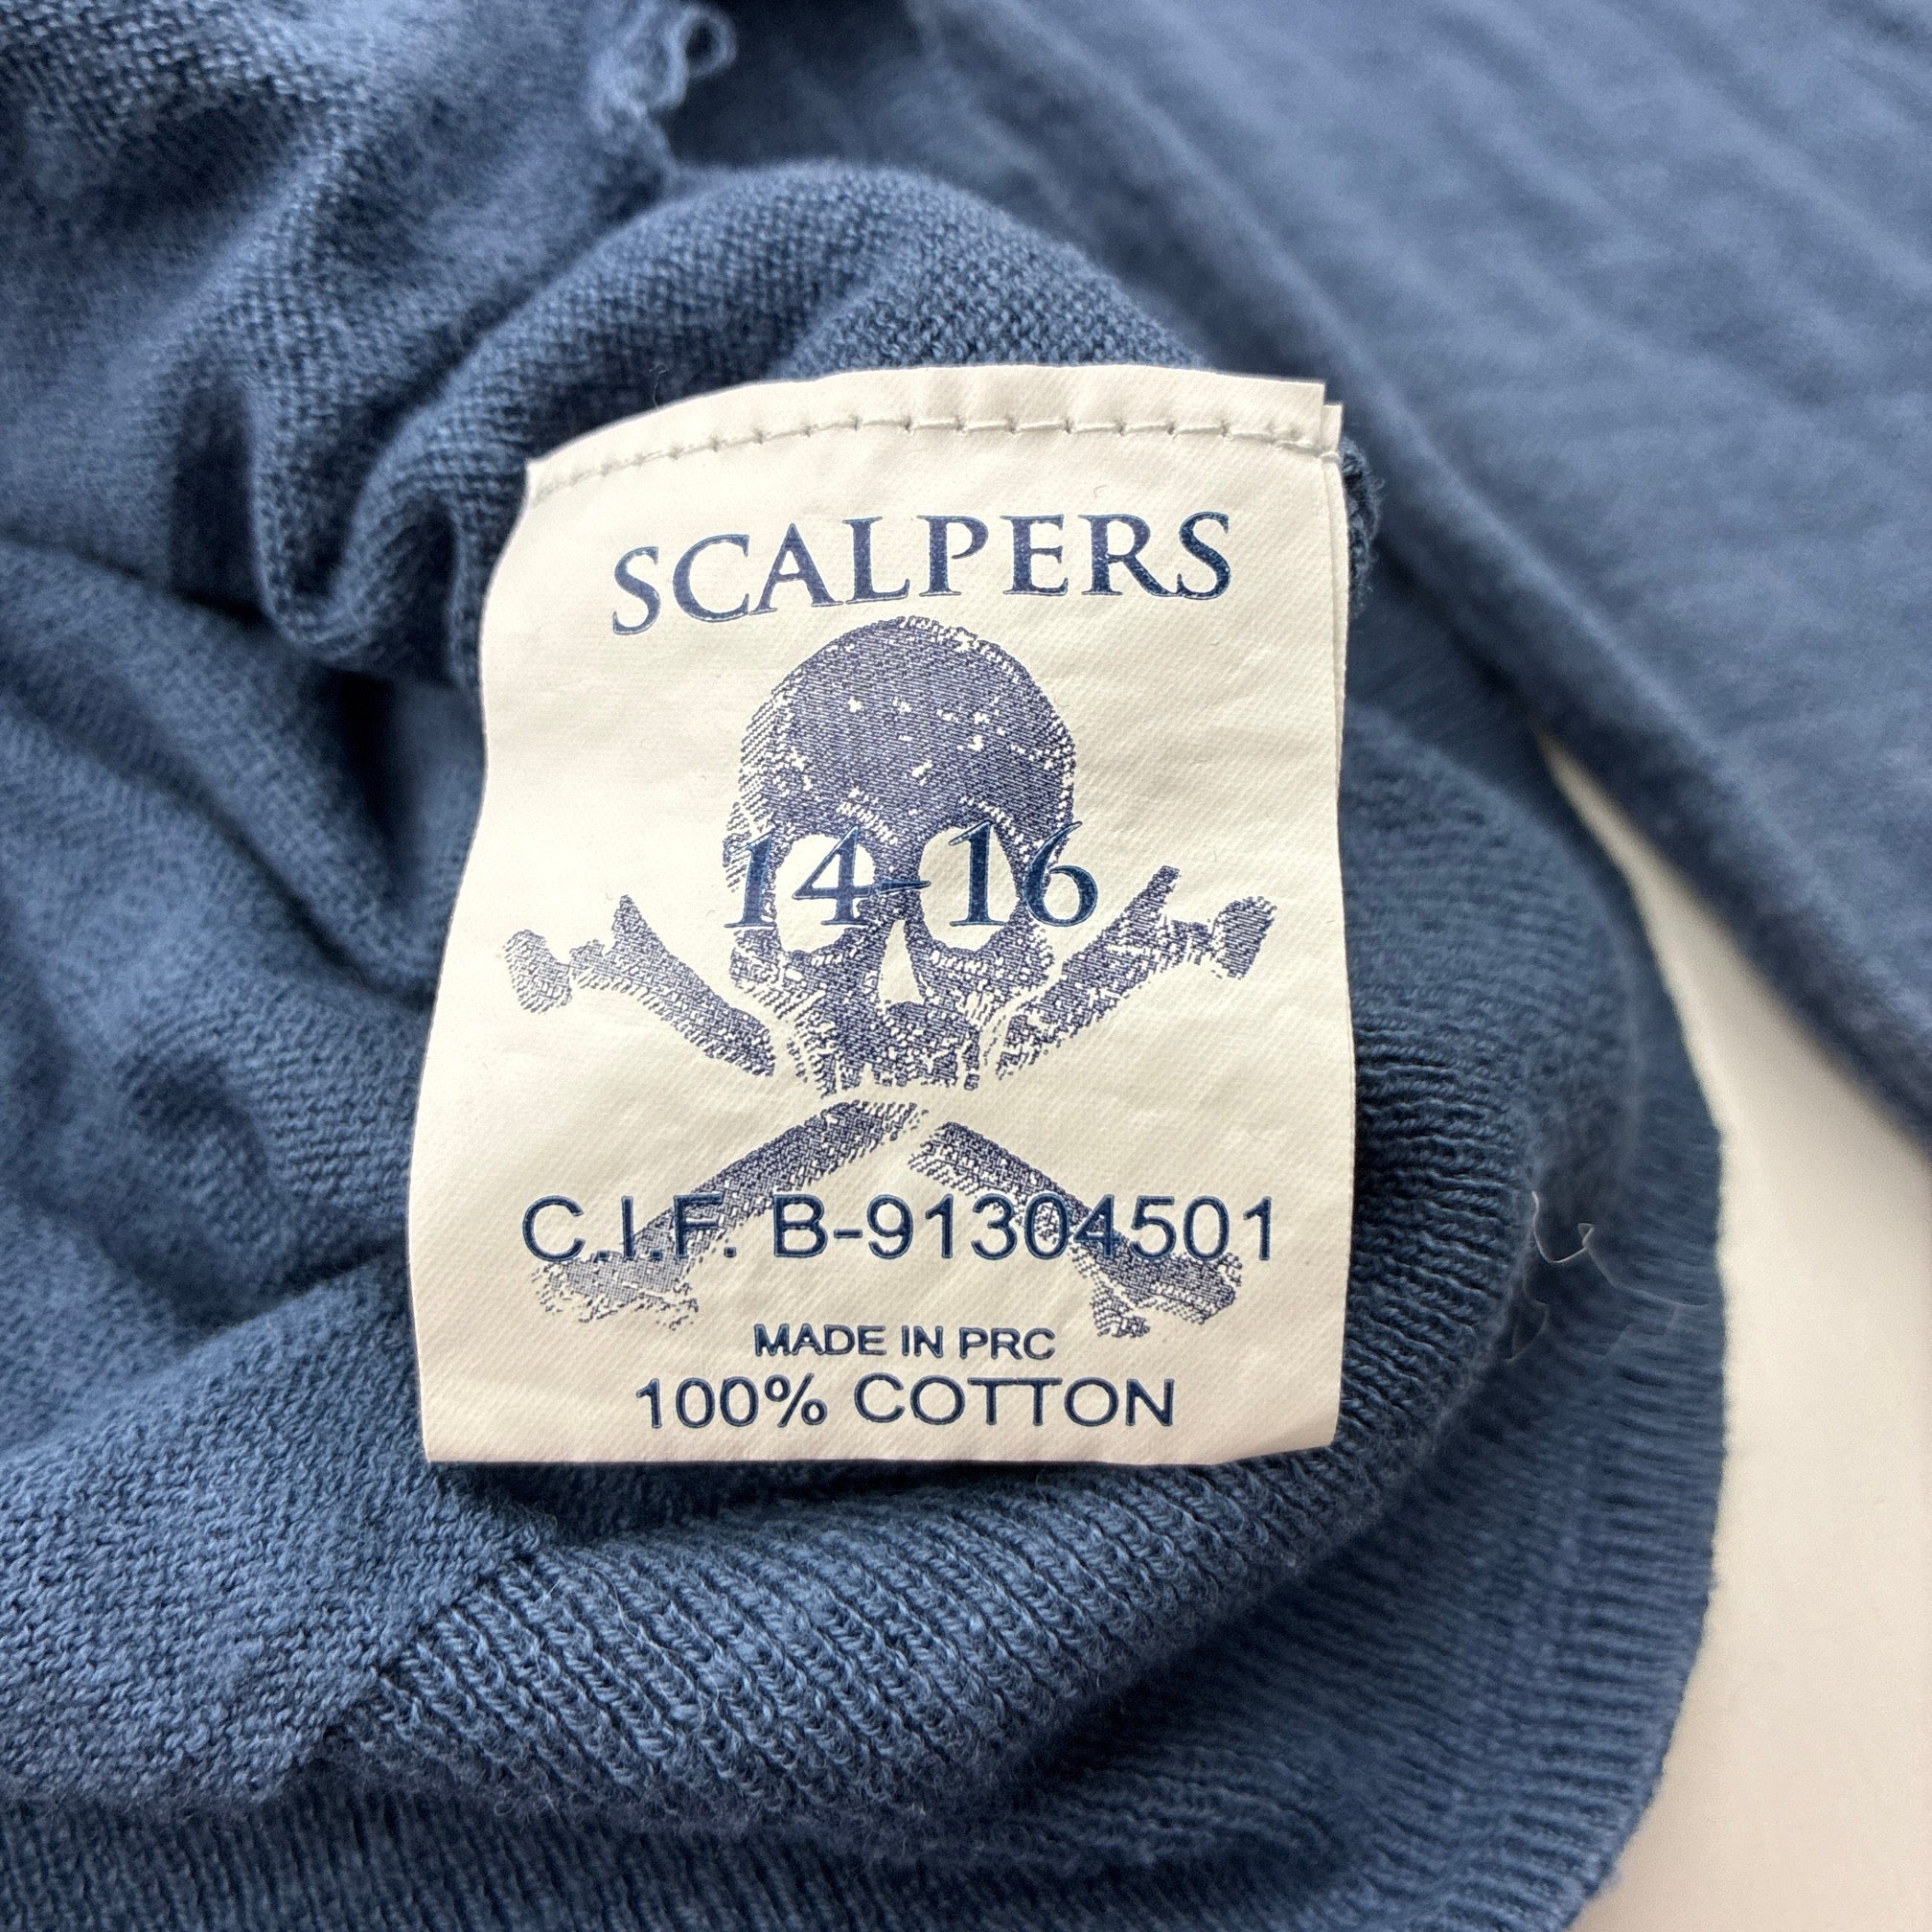 SCALPERS
14-16
C.I.F. B-91304501
MADE IN PRC
100% COTTON